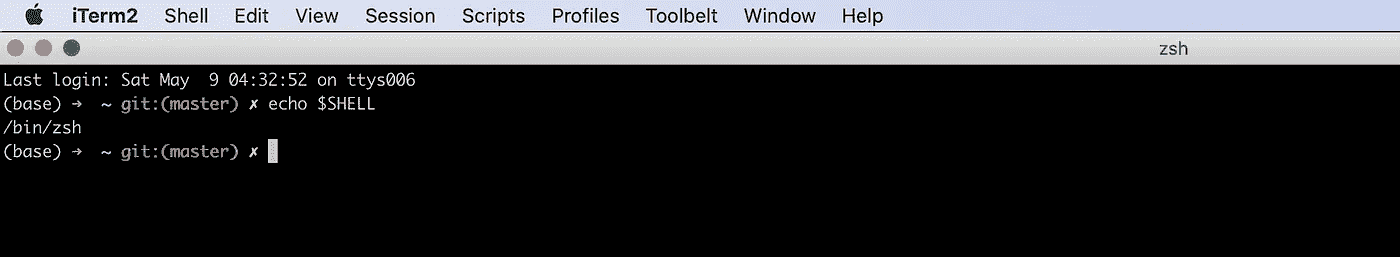 iTerm2 Shell Edit View Session Scripts Profiles Toolbelt Window Help
zsh
Last login: Sat May  9 04:32:52 on ttys006
(base) ➜  ~ git:(master) ✗ echo $SHELL
/bin/zsh
(base) ➜  ~ git:(master) ✗